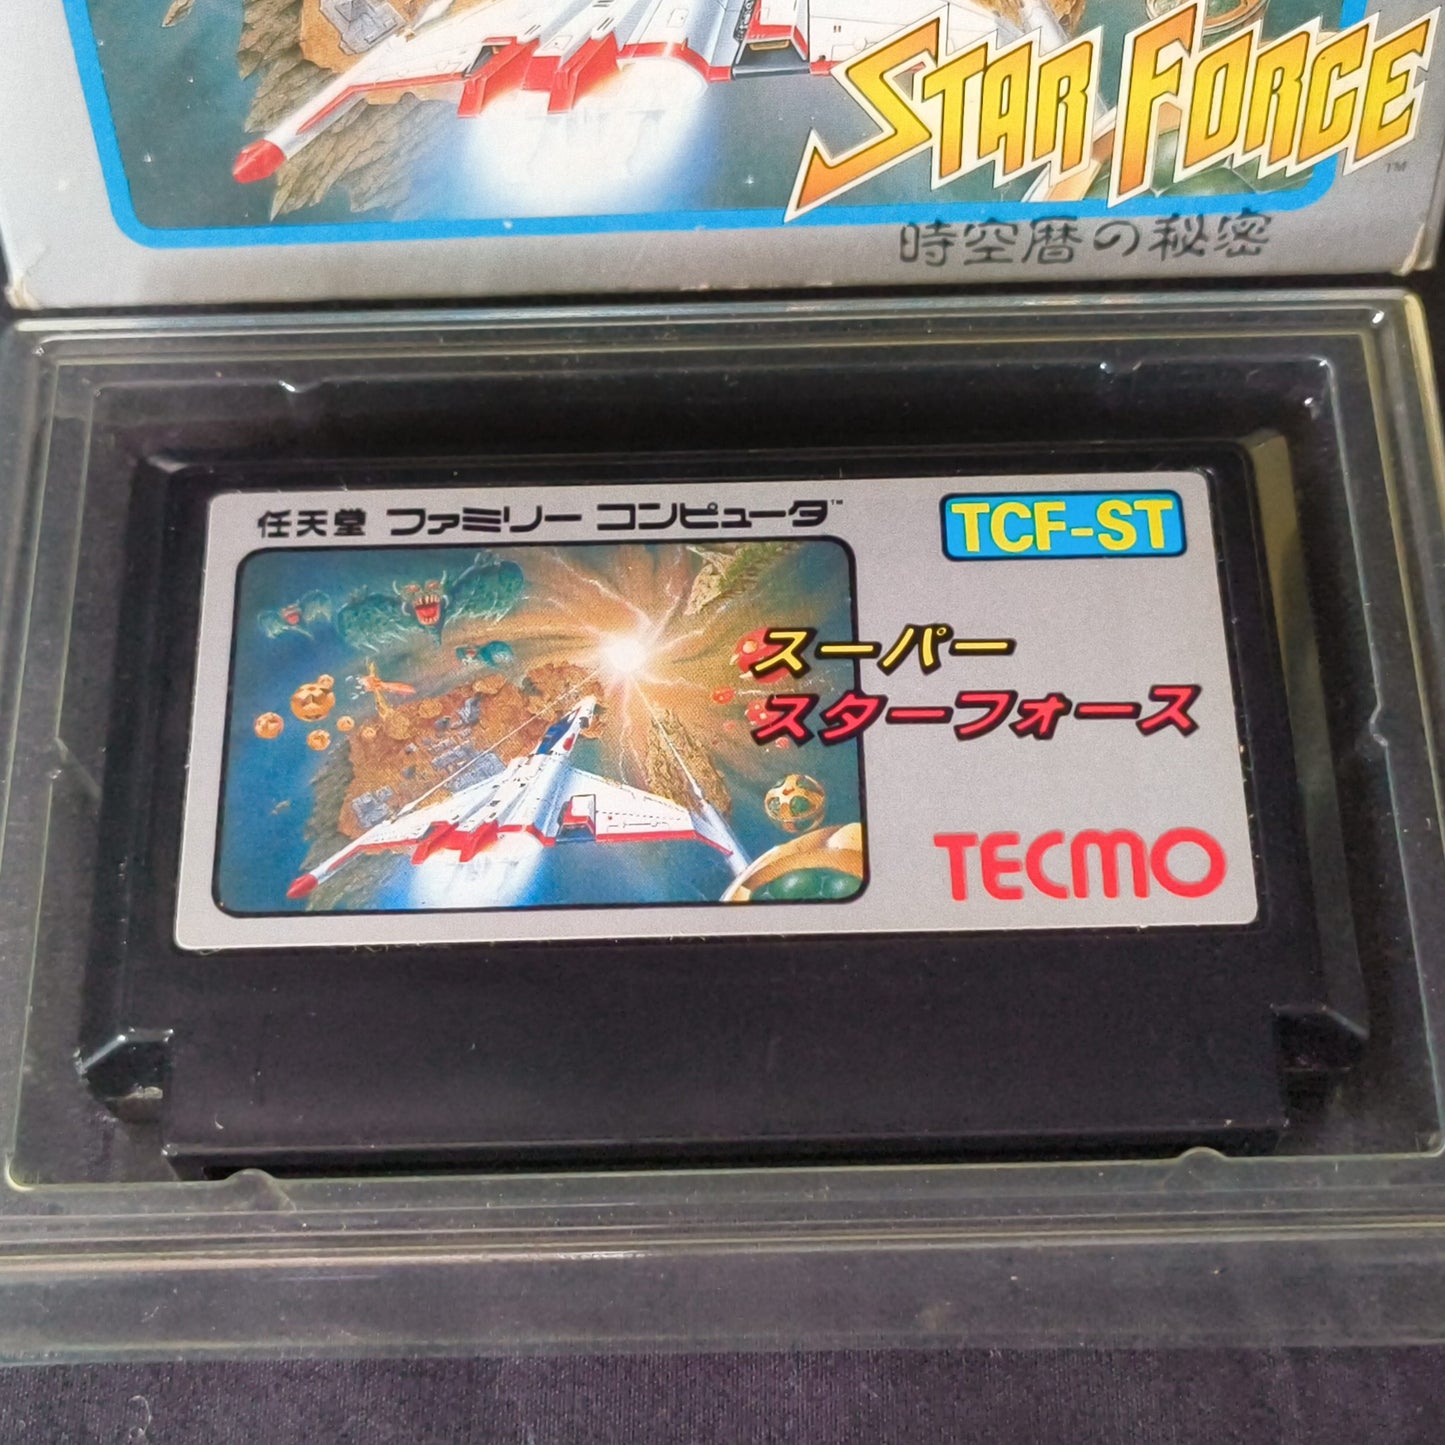 STAR FORCE
TM
時空暦の秘密
任天堂 ファミリー コンピュータ™
TCF-ST
スーパー
スターフォース
TECMO